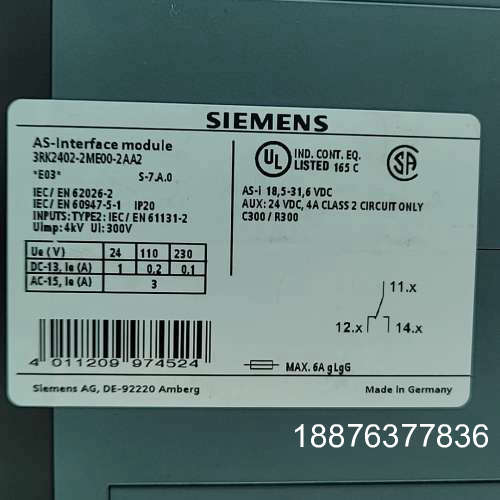 SIEMENS
AS-Interface module
3RK2402-2ME00-2AA2
*E03* S-7.A.0
IEC/ EN 62026-2
IEC/ EN 60947-5-1 IP20
INPUTS: TYPE2: IEC/ EN 61131-2
Uimp: 4kV Ui: 300V
UL
IND. CONT. EQ.
LISTED 165 C
SA
AS-i 18,5-31,6 VDC
AUX: 24 VDC, 4A CLASS 2 CIRCUIT ONLY
C300 / R300
Ue (V) 24 110 230
DC-13, Ie (A) 1 0.2 0.1
AC-15, Ie (A) 3
11.x
12.x 14.x
4 011209 974524
MAX. 6A gLgG
Siemens AG, DE-92220 Amberg
Made in Germany
18876377836